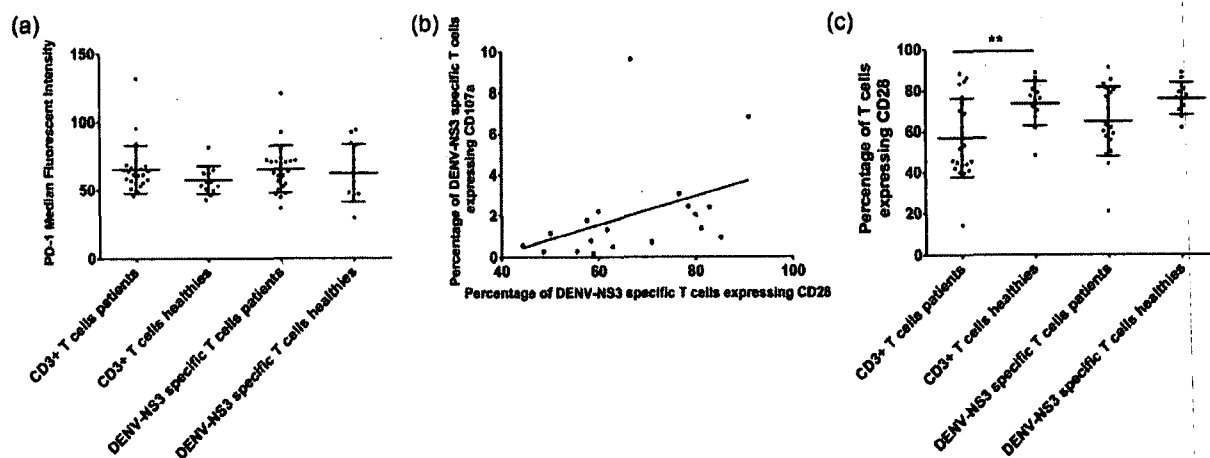 (a)
PD-1 Median Fluorescent Intensity
150
100
50
0
CD3+ T cells patients
CD3+ T cells healthies
DENV-NS3 specific T cells patients
DENV-NS3 specific T cells healthies
(b)
Percentage of DENV-NS3 specific T cells
expressing CD107a
10
8
6
4
2
0
40
60
80
100
Percentage of DENV-NS3 specific T cells expressing CD28
(c)
Percentage of T cells
expressing CD28
100
80
60
40
20
0
**
CD3+ T cells patients
CD3+ T cells healthies
DENV-NS3 specific T cells patients
DENV-NS3 specific T cells healthies